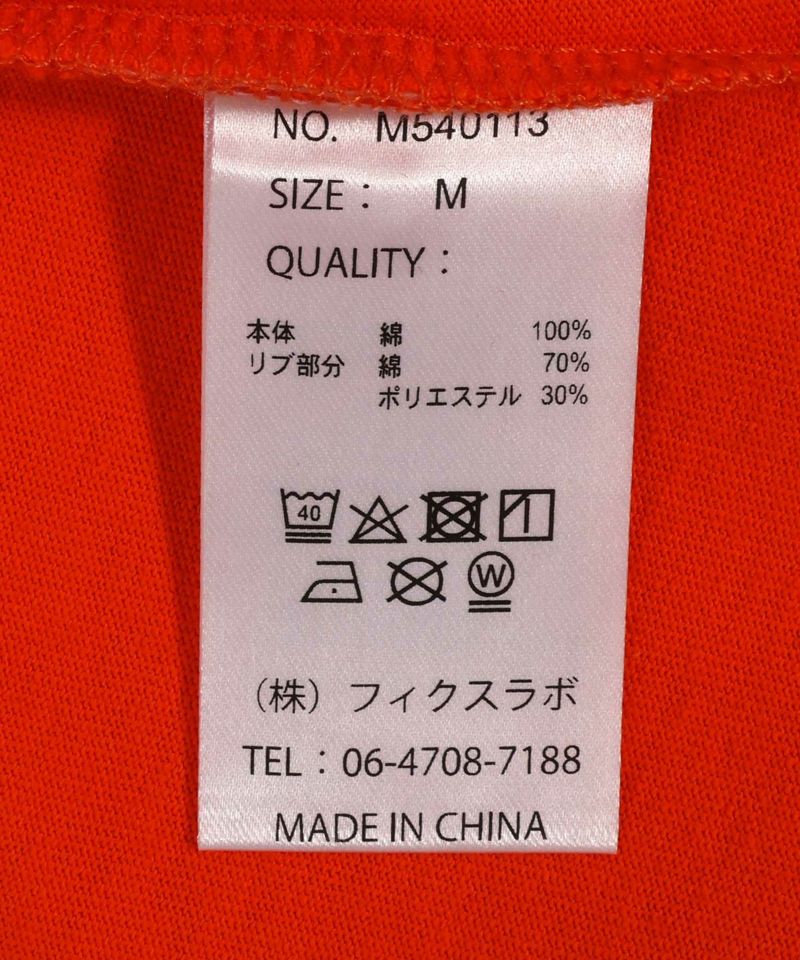 NO. M540113
SIZE： M
QUALITY：
本体 綿 100%
リブ部分 綿 70%
ポリエステル 30%
40
W
（株）フィクスラボ
TEL：06-4708-7188
MADE IN CHINA